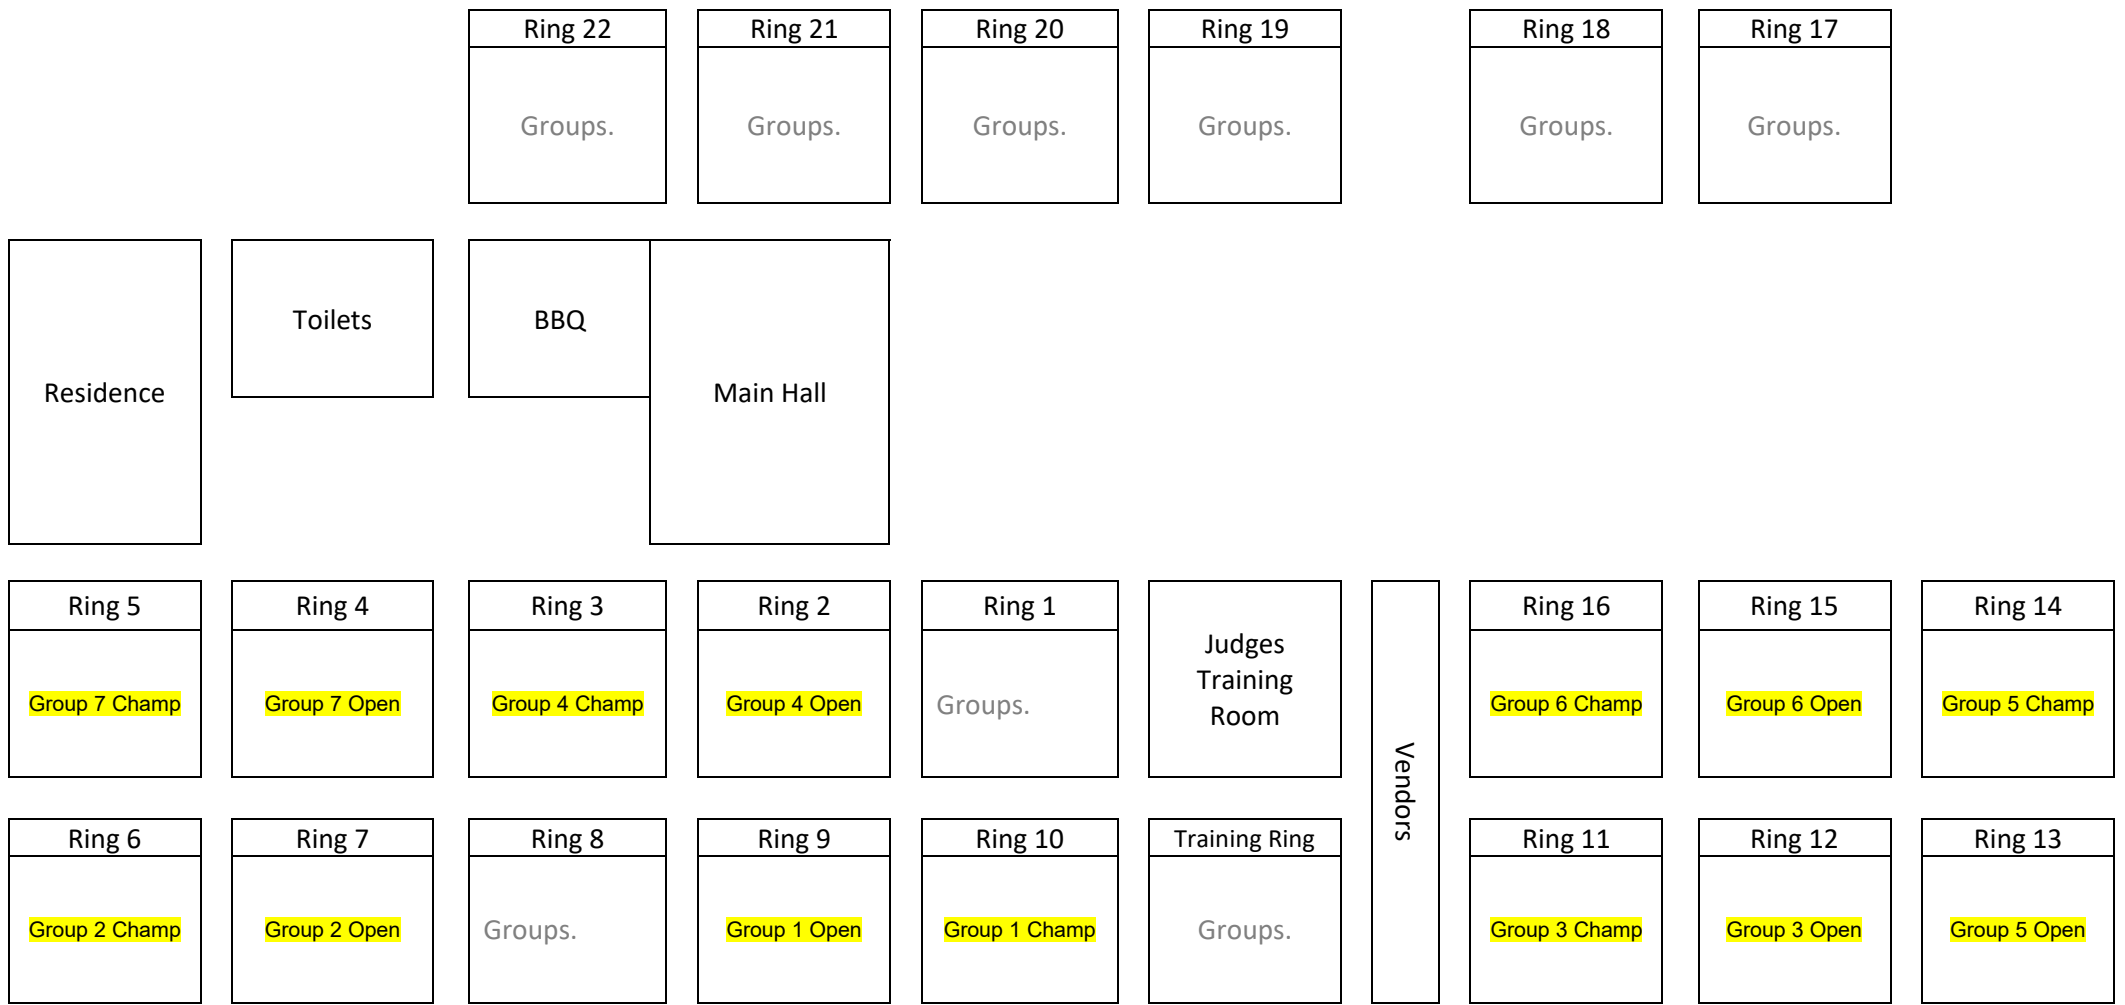 Ring 22
Ring 21
Ring 20
Ring 19
Ring 18
Ring 17
Groups.
Groups.
Groups.
Groups.
Groups.
Groups.
Residence
Toilets
BBQ
Main Hall
Ring 5
Ring 4
Ring 3
Ring 2
Ring 1
Judges
Training
Room
Vendors
Ring 16
Ring 15
Ring 14
Group 7 Champ
Group 7 Open
Group 4 Champ
Group 4 Open
Groups.
Group 6 Champ
Group 6 Open
Group 5 Champ
Ring 6
Ring 7
Ring 8
Ring 9
Ring 10
Training Ring
Ring 11
Ring 12
Ring 13
Group 2 Champ
Group 2 Open
Groups.
Group 1 Open
Group 1 Champ
Groups.
Group 3 Champ
Group 3 Open
Group 5 Open